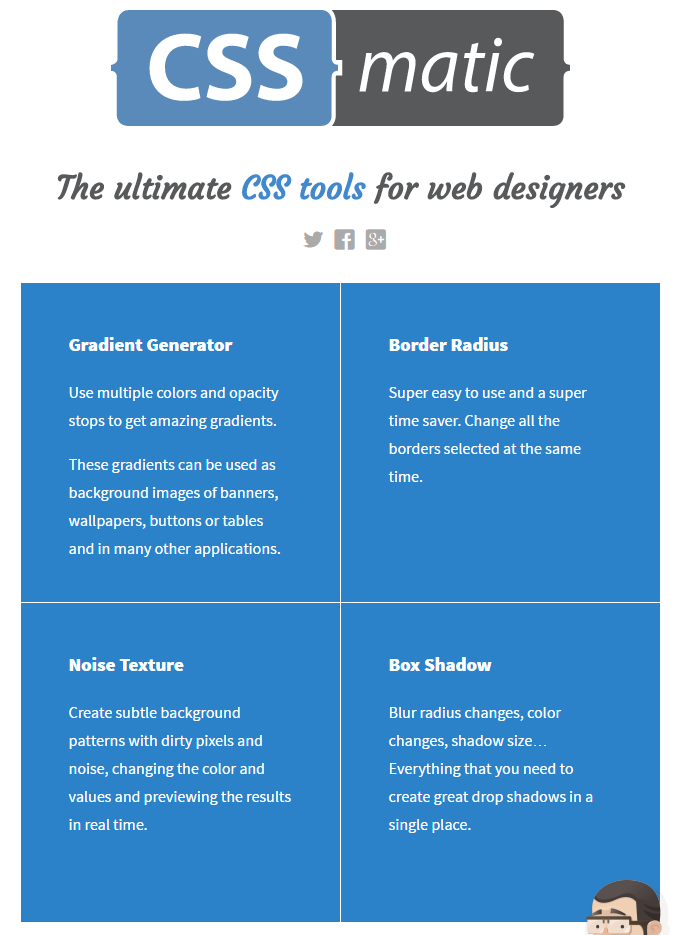 CSS matic
The ultimate CSS tools for web designers
Gradient Generator
Use multiple colors and opacity
stops to get amazing gradients.
These gradients can be used as
background images of banners,
wallpapers, buttons or tables
and in many other applications.
Border Radius
Super easy to use and a super
time saver. Change all the
borders selected at the same
time.
Noise Texture
Create subtle background
patterns with dirty pixels and
noise, changing the color and
values and previewing the results
in real time.
Box Shadow
Blur radius changes, color
changes, shadow size…
Everything that you need to
create great drop shadows in a
single place.